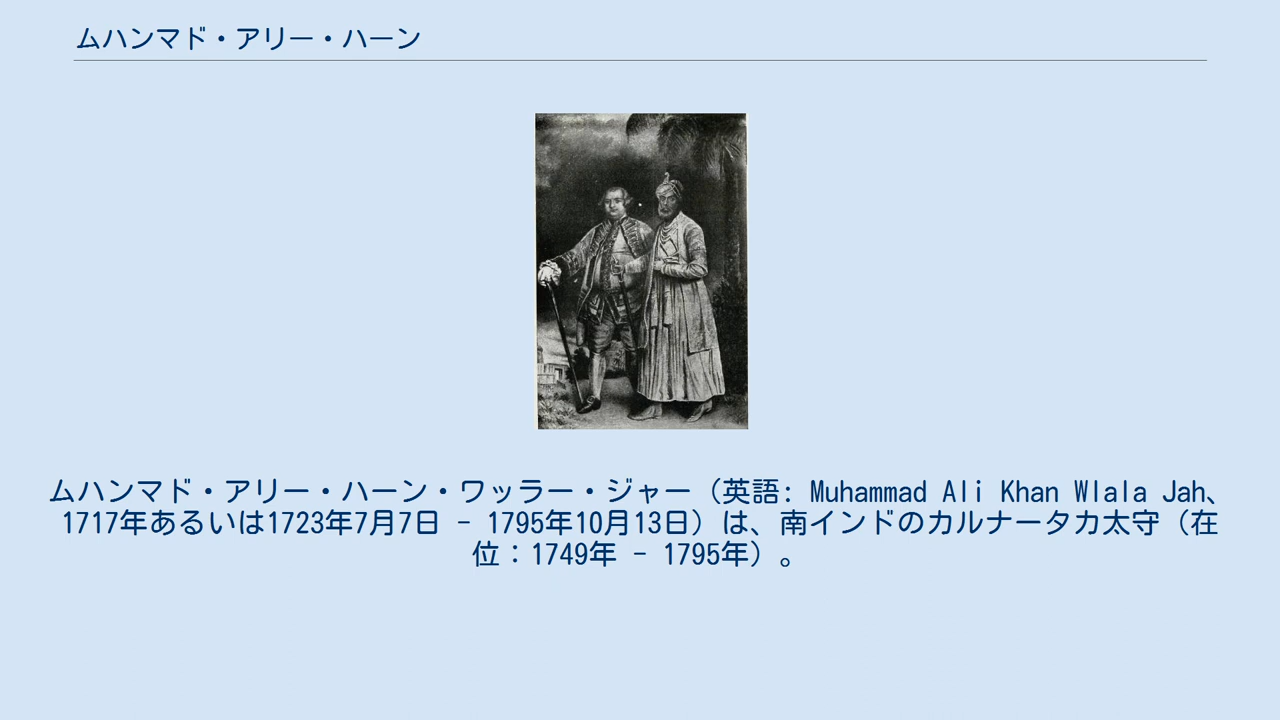 ムハンマド・アリー・ハーン
ムハンマド・アリー・ハーン・ワッラー・ジャー（英語: Muhammad Ali Khan Wlala Jah、
1717年あるいは1723年7月7日 – 1795年10月13日）は、南インドのカルナータカ太守（在
位：1749年 – 1795年）。